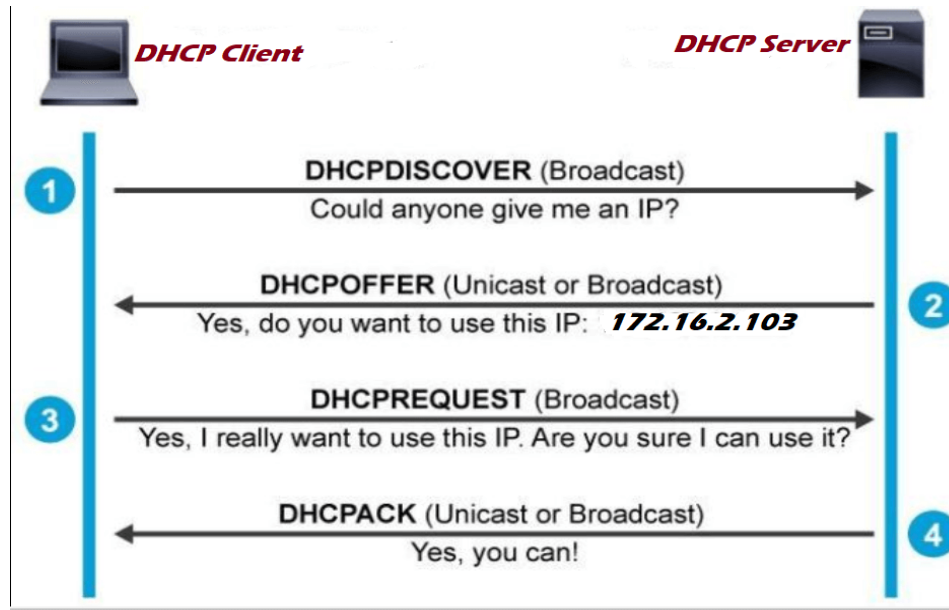 DHCP Client
DHCP Server
DHCPDISCOVER (Broadcast)
1
Could anyone give me an IP?
DHCPOFFER (Unicast or Broadcast)
2
Yes, do you want to use this IP: 172.16.2.103
DHCPREQUEST (Broadcast)
3
Yes, I really want to use this IP. Are you sure I can use it?
DHCPACK (Unicast or Broadcast)
4
Yes, you can!